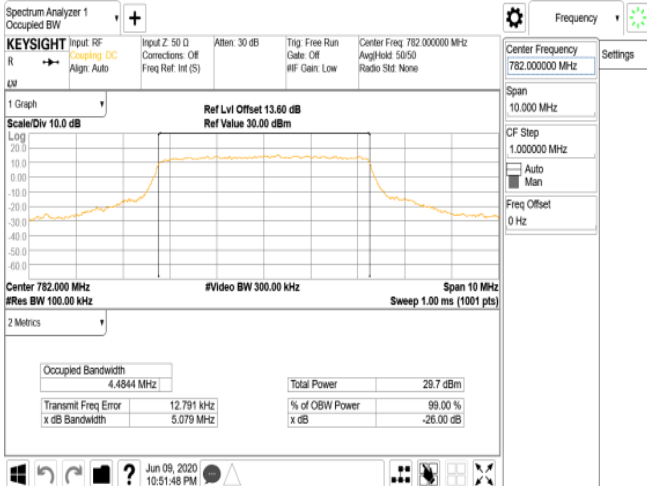 Spectrum Analyzer 1
Occupied BW
+
Frequency
KEYSIGHT
R
Input: RF
Coupling: DC
Align: Auto
Input Z: 50 Ω
Corrections: Off
Freq Ref: Int (S)
Atten: 30 dB
Trig: Free Run
Gate: Off
#IF Gain: Low
Center Freq: 782.000000 MHz
Avg|Hold: 50/50
Radio Std: None
Center Frequency
782.000000 MHz
Settings
Span
10.000 MHz
CF Step
1.000000 MHz
Auto
Man
Freq Offset
0 Hz
1 Graph
Scale/Div 10.0 dB
Ref Lvl Offset 13.60 dB
Ref Value 30.00 dBm
Log
20.0
10.0
0.00
-10.0
-20.0
-30.0
-40.0
-50.0
-60.0
Center 782.000 MHz
#Video BW 300.00 kHz
Span 10 MHz
#Res BW 100.00 kHz
Sweep 1.00 ms (1001 pts)
2 Metrics
Occupied Bandwidth
4.4844 MHz
Total Power 29.7 dBm
Transmit Freq Error 12.791 kHz
% of OBW Power 99.00 %
x dB Bandwidth 5.079 MHz
x dB -26.00 dB
?
Jun 09, 2020
10:51:48 PM